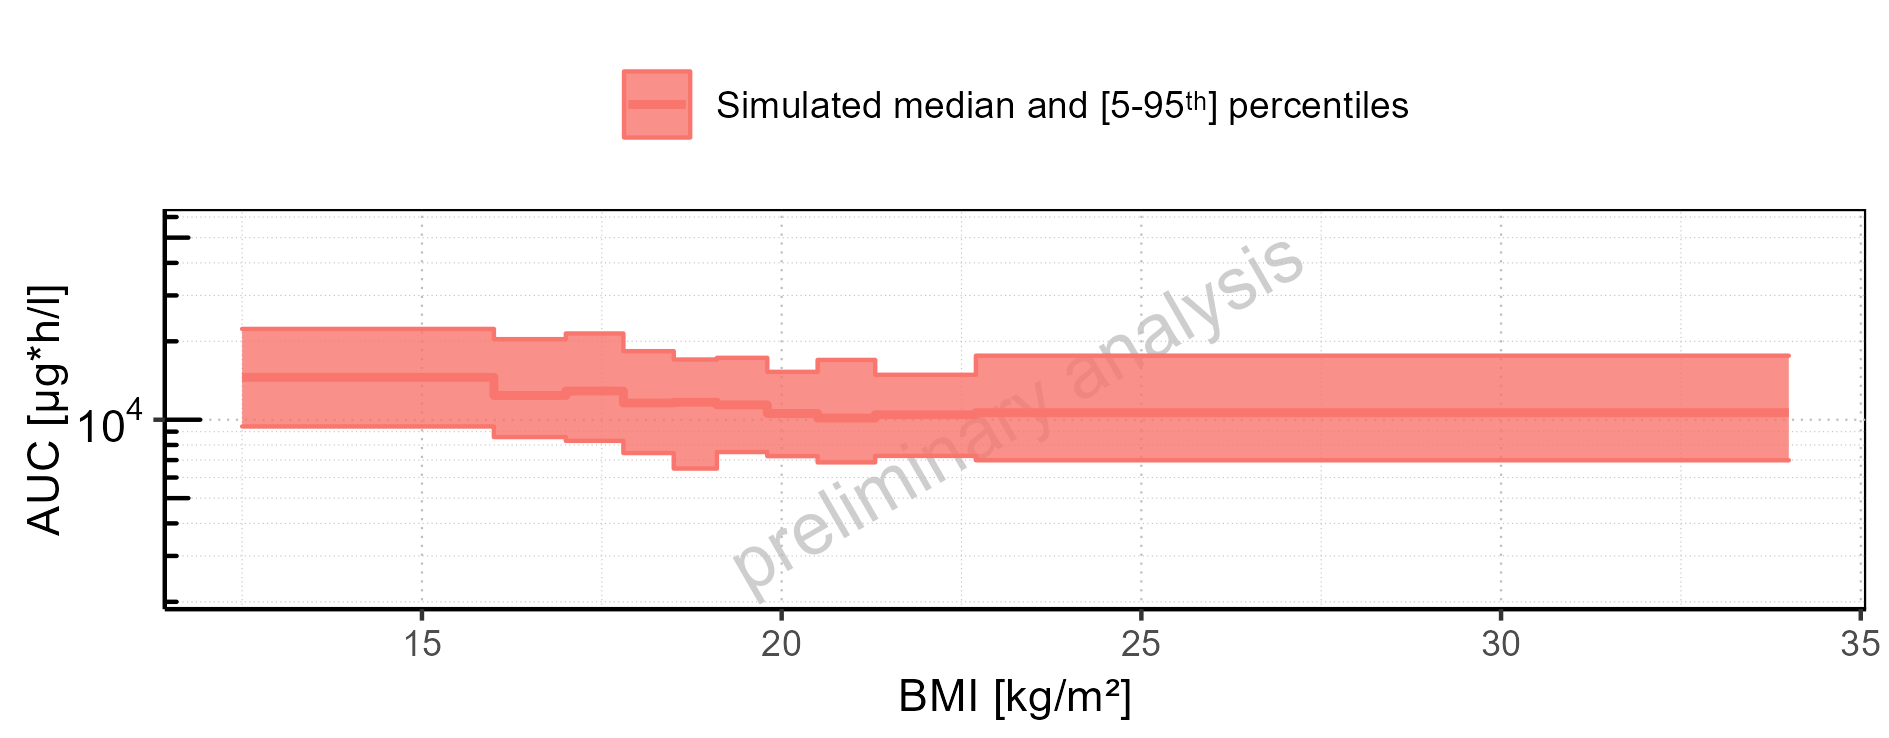 Simulated median and [5-95th] percentiles
AUC [µg*h/l]
10⁴
preliminary analysis
15 20 25 30 35
BMI [kg/m²]